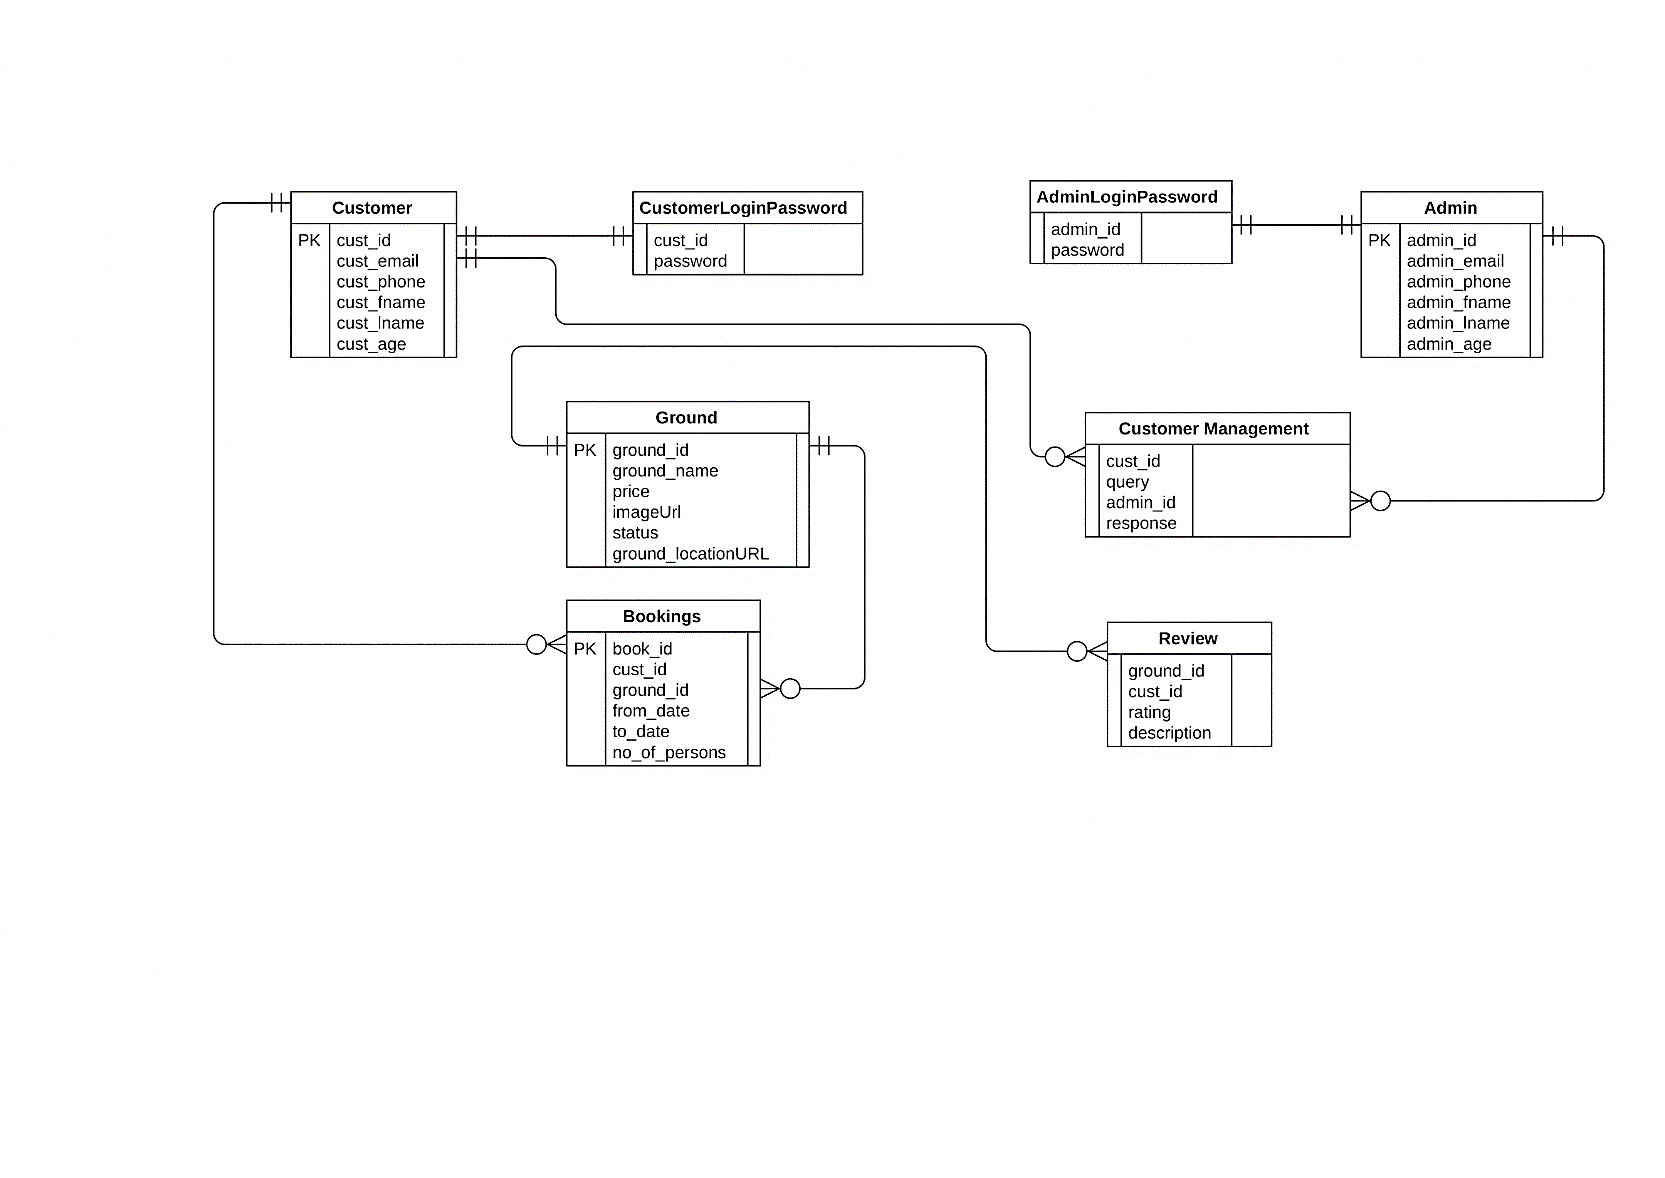 Customer
PK cust_id
cust_email
cust_phone
cust_fname
cust_lname
cust_age
CustomerLoginPassword
cust_id
password
AdminLoginPassword
admin_id
password
Admin
PK admin_id
admin_email
admin_phone
admin_fname
admin_lname
admin_age
Ground
PK ground_id
ground_name
price
imageUrl
status
ground_locationURL
Customer Management
cust_id
query
admin_id
response
Bookings
PK book_id
cust_id
ground_id
from_date
to_date
no_of_persons
Review
ground_id
cust_id
rating
description